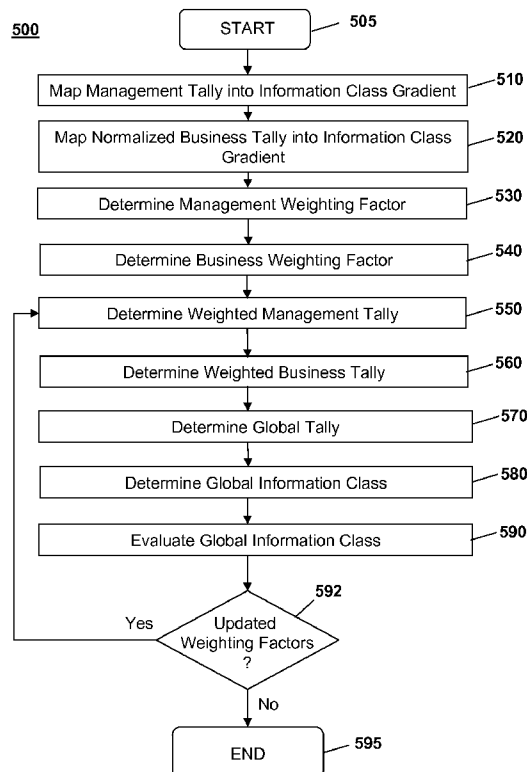 500
START
505
Map Management Tally into Information Class Gradient
510
Map Normalized Business Tally into Information Class
Gradient
520
Determine Management Weighting Factor
530
Determine Business Weighting Factor
540
Determine Weighted Management Tally
550
Determine Weighted Business Tally
560
Determine Global Tally
570
Determine Global Information Class
580
Evaluate Global Information Class
590
592
Yes
Updated
Weighting Factors
?
No
END
595